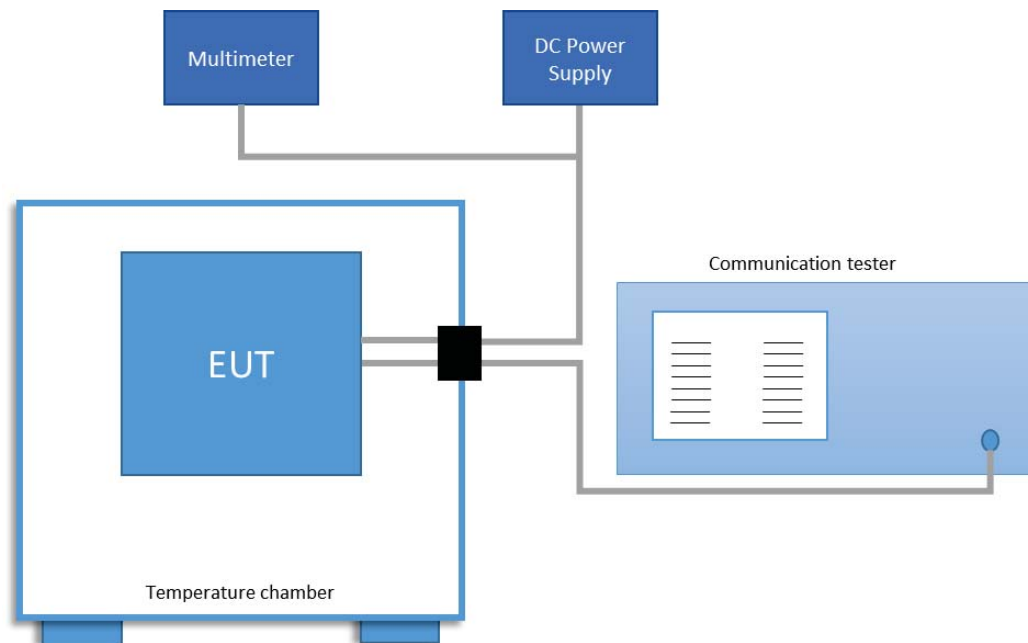 Multimeter
DC Power
Supply
Communication tester
EUT
Temperature chamber